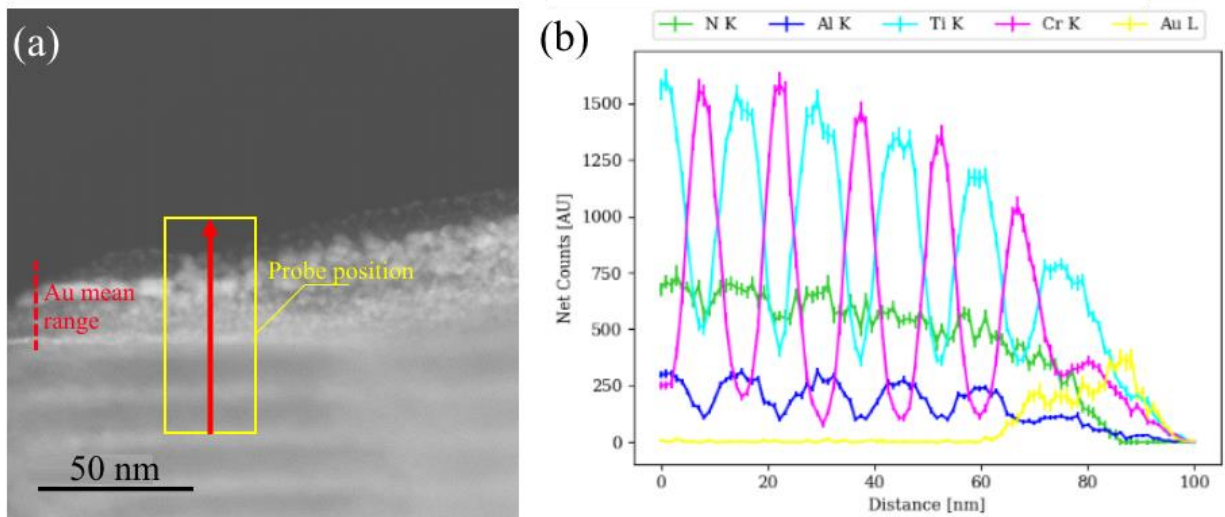 (a)
Au mean
range
Probe position
50 nm
(b)
N K Al K Ti K Cr K Au L
Net Counts [AU]
1500
1250
1000
750
500
250
0
0 20 40 60 80 100
Distance [nm]